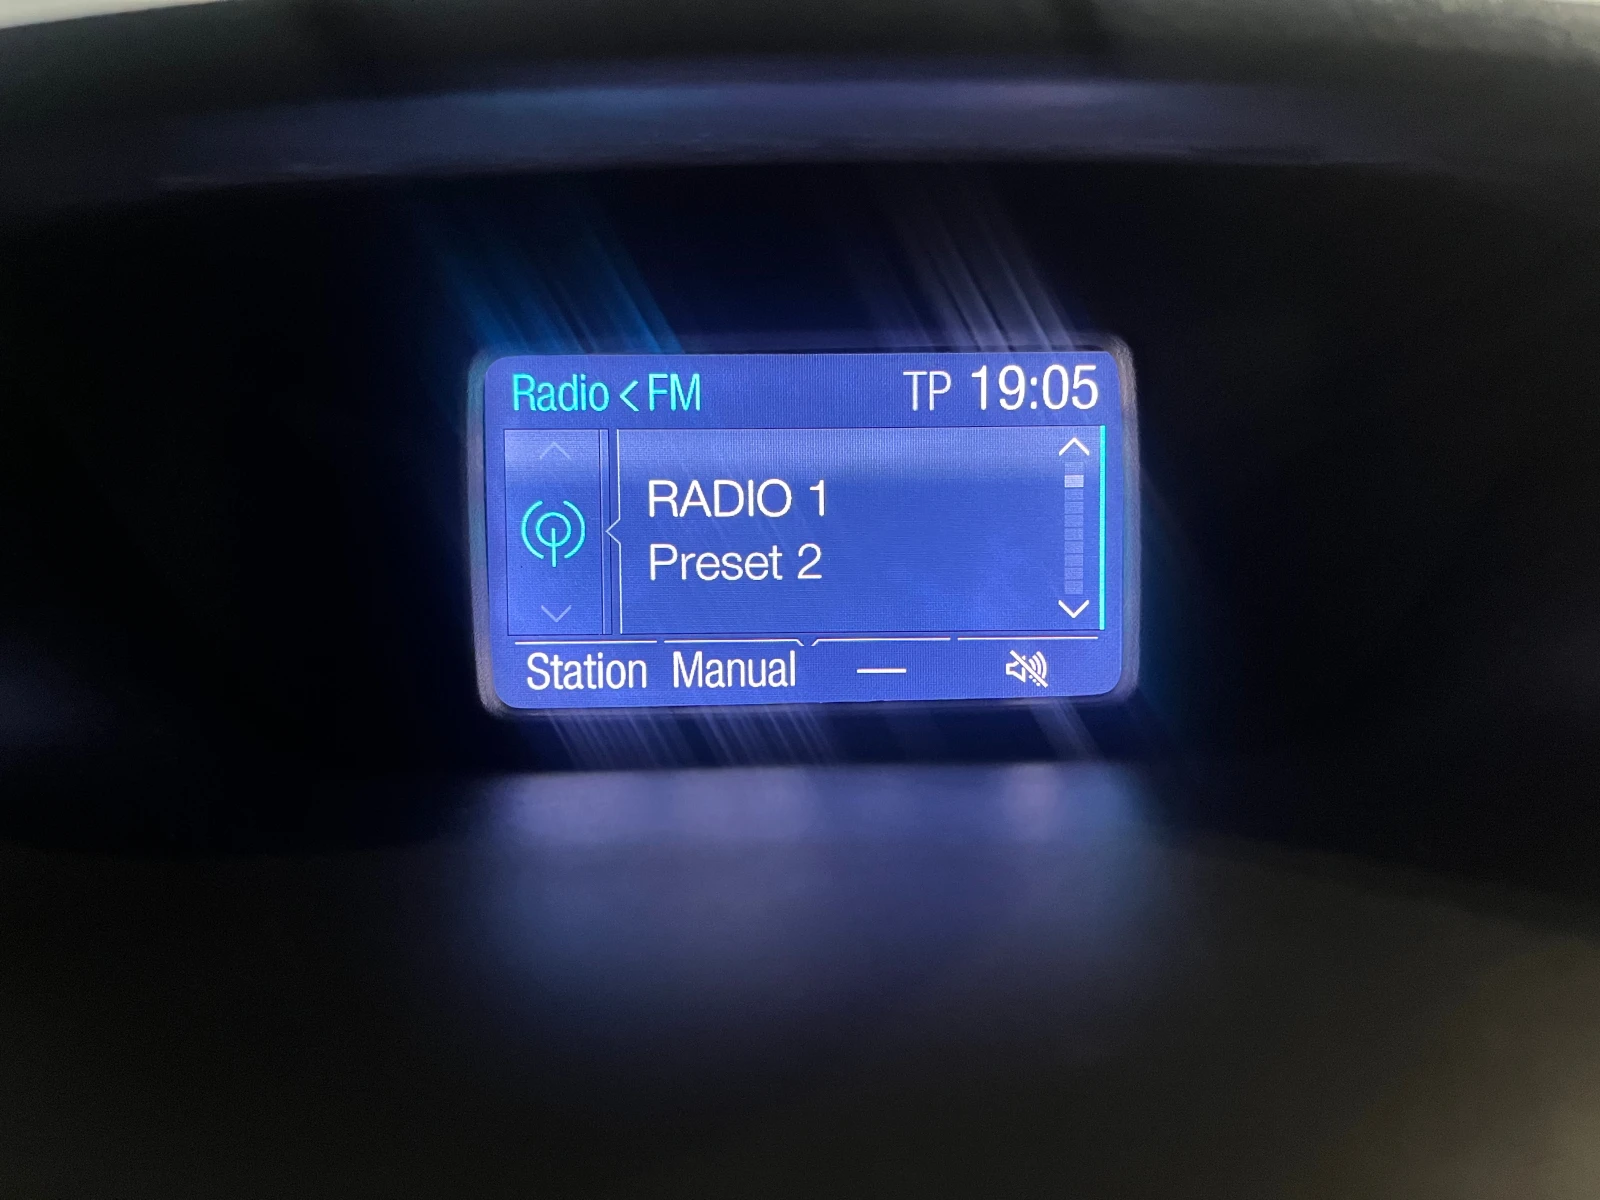 Radio < FM TP 19:05
RADIO 1
Preset 2
Station Manual —